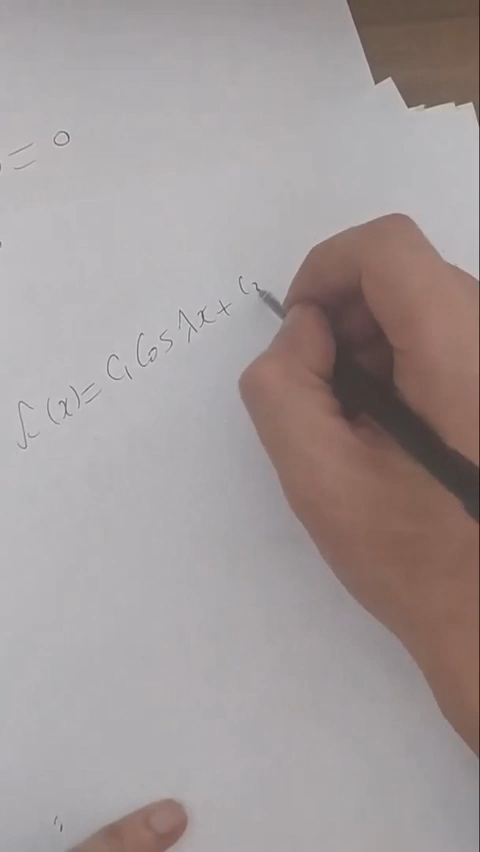 = 0
(x) = C₁ Cos λx + C₂